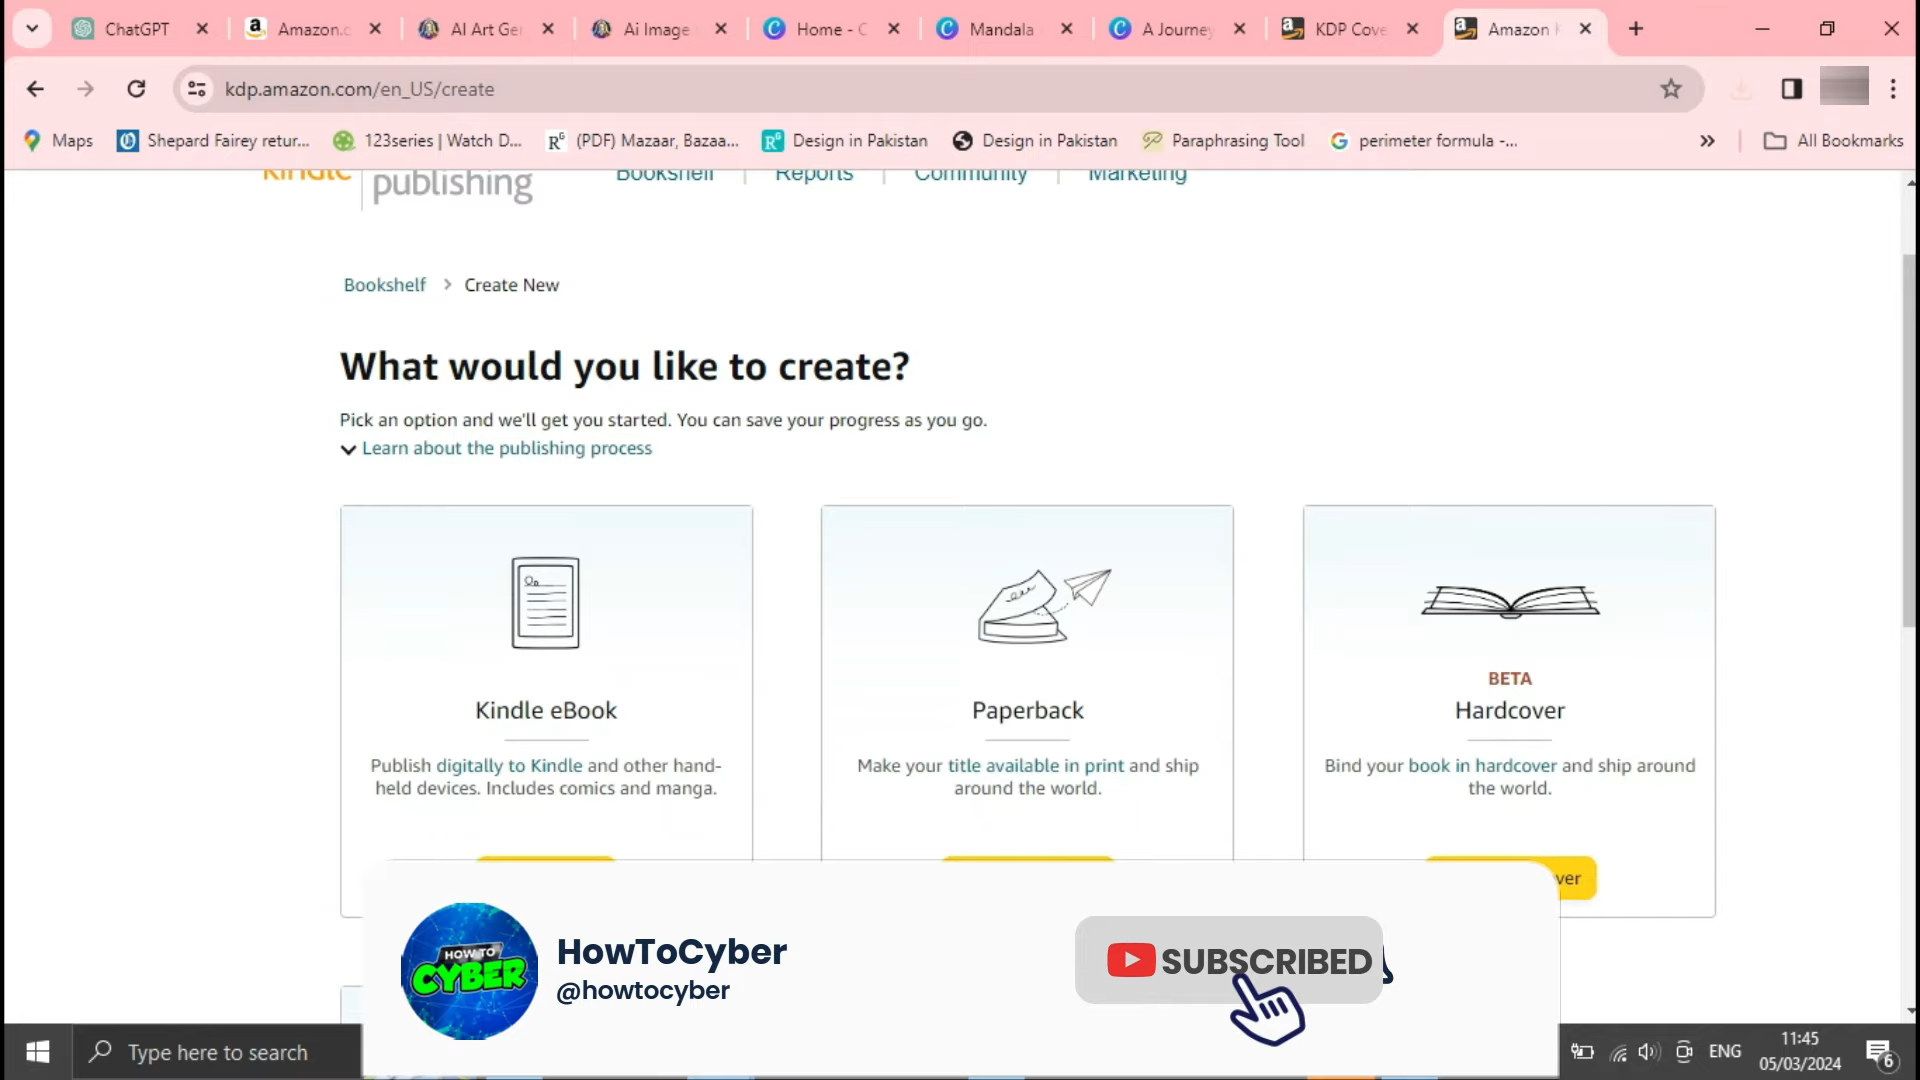 ChatGPT
Amazon.c
AI Art Ger
Ai Image
Home - C
Mandala
A Journey
KDP Cove
Amazon K
kdp.amazon.com/en_US/create
Maps
Shepard Fairey retur...
123series | Watch D...
(PDF) Mazaar, Bazaa...
Design in Pakistan
Design in Pakistan
Paraphrasing Tool
perimeter formula -...
All Bookmarks
kindle
publishing
Bookshelf
Reports
Community
Marketing
Bookshelf > Create New
What would you like to create?
Pick an option and we'll get you started. You can save your progress as you go.
Learn about the publishing process
Kindle eBook
Publish digitally to Kindle and other hand-
held devices. Includes comics and manga.
Paperback
Make your title available in print and ship
around the world.
BETA
Hardcover
Bind your book in hardcover and ship around
the world.
ver
HOW TO
CYBER
HowToCyber
@howtocyber
SUBSCRIBED
Type here to search
ENG
11:45
05/03/2024
6